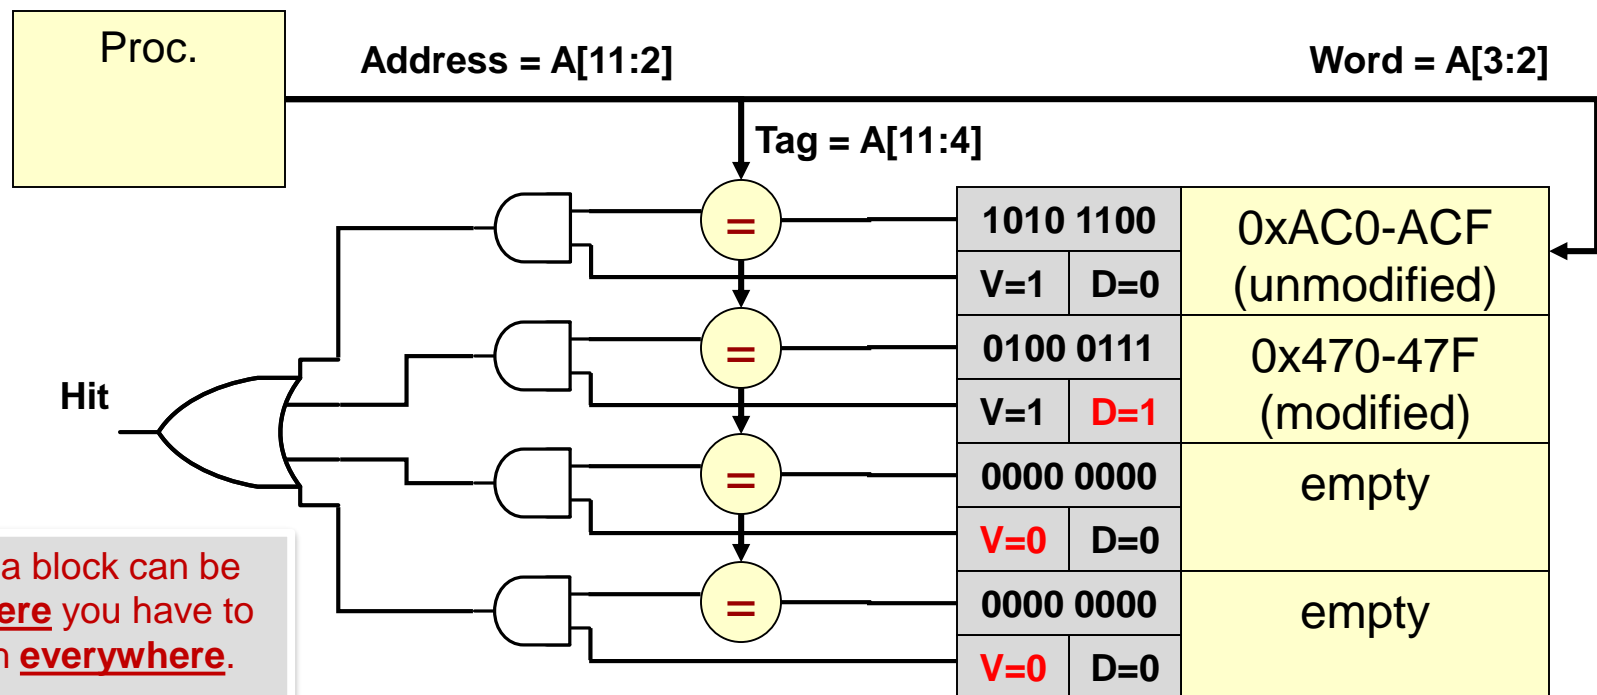 Proc.
Address = A[11:2]
Word = A[3:2]
Tag = A[11:4]
=
1010 1100
V=1 D=0
0xAC0-ACF
(unmodified)
=
0100 0111
V=1 D=1
0x470-47F
(modified)
Hit
=
0000 0000
V=0 D=0
empty
=
0000 0000
V=0 D=0
empty
a block can be
ere you have to
n everywhere.